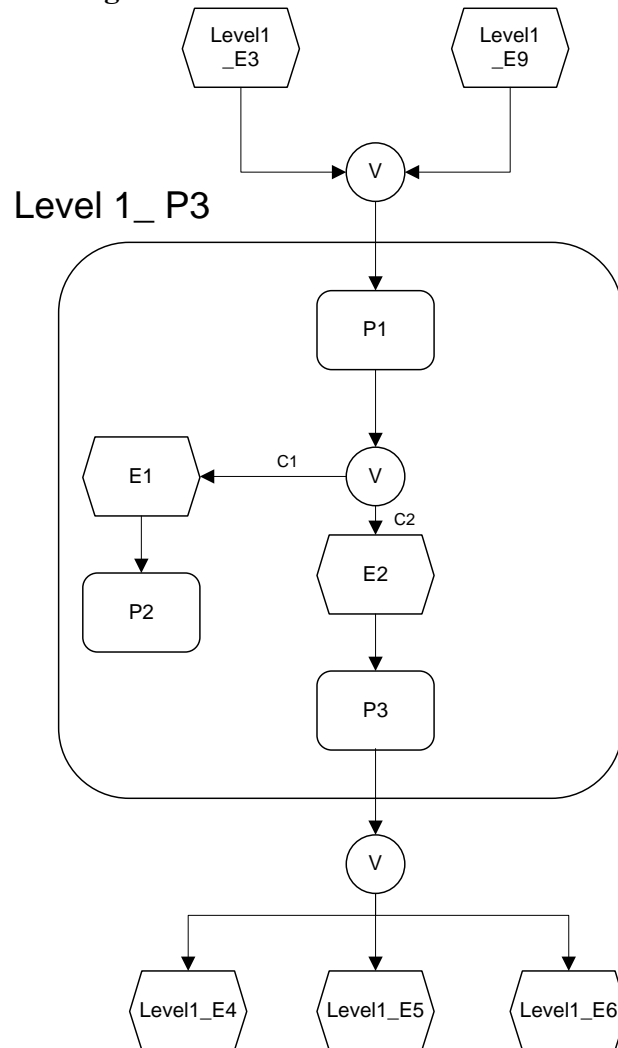 Level1
_E3
Level1
_E9
V
Level 1_ P3
P1
E1
C1
V
C2
E2
P2
P3
V
Level1_E4
Level1_E5
Level1_E6